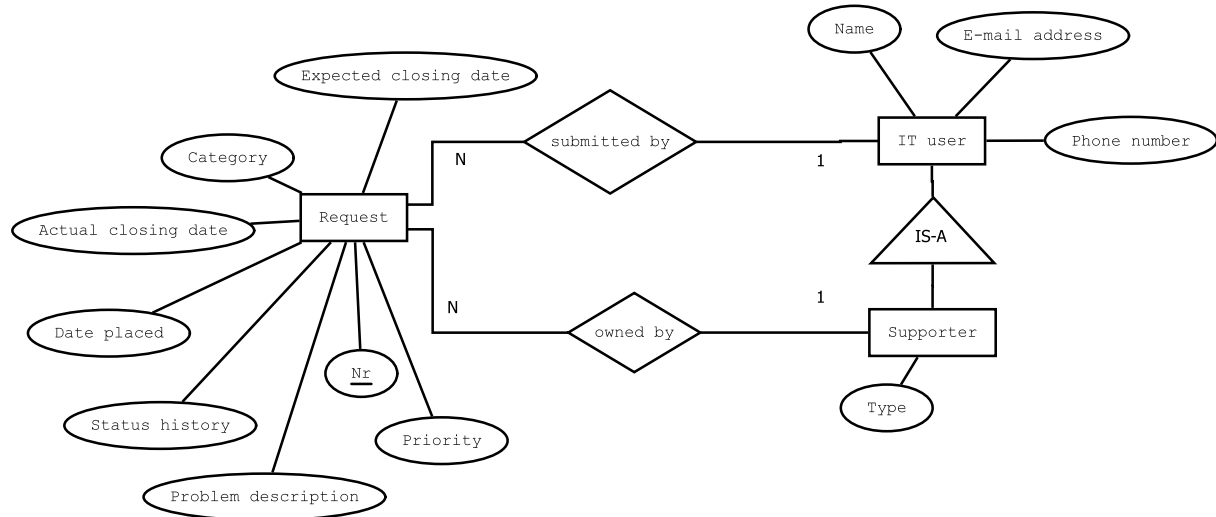 Name
E-mail address
Expected closing date
submitted by
IT user
Phone number
N
1
Category
Request
Actual closing date
IS-A
N
1
Date placed
owned by
Supporter
Nr
Type
Status history
Priority
Problem description